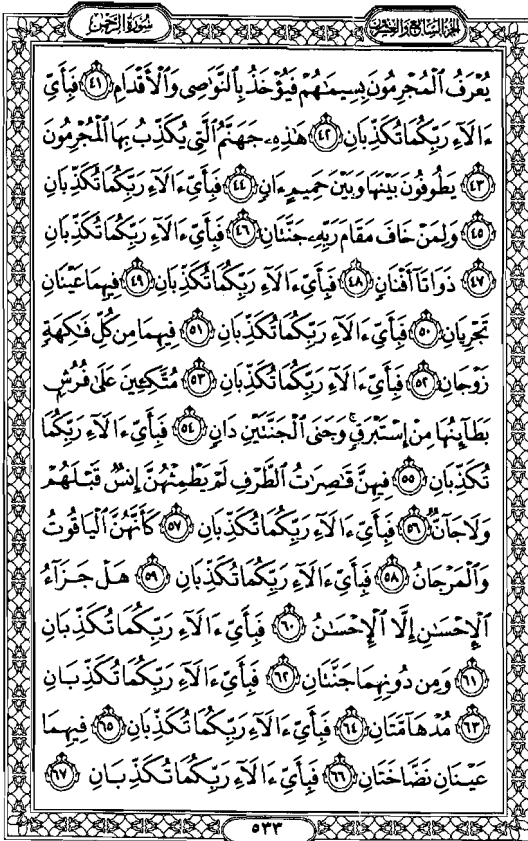 سُورَةُ الرَّحْمَٰن
الجزء السابع والعشرون
يُعْرَفُ ٱلْمُجْرِمُونَ بِسِيمَٰهُمْ فَيُؤْخَذُ بِٱلنَّوَٰصِى وَٱلْأَقْدَامِ ٤١ فَبِأَىِّ
ءَالَآءِ رَبِّكُمَا تُكَذِّبَانِ ٤٢ هَٰذِهِۦ جَهَنَّمُ ٱلَّتِى يُكَذِّبُ بِهَا ٱلْمُجْرِمُونَ
٤٣ يَطُوفُونَ بَيْنَهَا وَبَيْنَ حَمِيمٍ ءَانٍ ٤٤ فَبِأَىِّ ءَالَآءِ رَبِّكُمَا تُكَذِّبَانِ
٤٥ وَلِمَنْ خَافَ مَقَامَ رَبِّهِۦ جَنَّتَانِ ٤٦ فَبِأَىِّ ءَالَآءِ رَبِّكُمَا تُكَذِّبَانِ
٤٧ ذَوَاتَآ أَفْنَانٍ ٤٨ فَبِأَىِّ ءَالَآءِ رَبِّكُمَا تُكَذِّبَانِ ٤٩ فِيهِمَا عَيْنَانِ
تَجْرِيَانِ ٥٠ فَبِأَىِّ ءَالَآءِ رَبِّكُمَا تُكَذِّبَانِ ٥١ فِيهِمَا مِن كُلِّ فَٰكِهَةٍ
زَوْجَانِ ٥٢ فَبِأَىِّ ءَالَآءِ رَبِّكُمَا تُكَذِّبَانِ ٥٣ مُتَّكِـِٔينَ عَلَىٰ فُرُشٍۭ
بَطَآئِنُهَا مِنْ إِسْتَبْرَقٍۚ وَجَنَى ٱلْجَنَّتَيْنِ دَانٍ ٥٤ فَبِأَىِّ ءَالَآءِ رَبِّكُمَا
تُكَذِّبَانِ ٥٥ فِيهِنَّ قَٰصِرَٰتُ ٱلطَّرْفِ لَمْ يَطْمِثْهُنَّ إِنسٌ قَبْلَهُمْ
وَلَا جَآنٌّ ٥٦ فَبِأَىِّ ءَالَآءِ رَبِّكُمَا تُكَذِّبَانِ ٥٧ كَأَنَّهُنَّ ٱلْيَاقُوتُ
وَٱلْمَرْجَانُ ٥٨ فَبِأَىِّ ءَالَآءِ رَبِّكُمَا تُكَذِّبَانِ ٥٩ هَلْ جَزَآءُ
ٱلْإِحْسَٰنِ إِلَّا ٱلْإِحْسَٰنُ ٦٠ فَبِأَىِّ ءَالَآءِ رَبِّكُمَا تُكَذِّبَانِ
٦١ وَمِن دُونِهِمَا جَنَّتَانِ ٦٢ فَبِأَىِّ ءَالَآءِ رَبِّكُمَا تُكَذِّبَانِ
٦٣ مُدْهَآمَّتَانِ ٦٤ فَبِأَىِّ ءَالَآءِ رَبِّكُمَا تُكَذِّبَانِ ٦٥ فِيهِمَا
عَيْنَانِ نَضَّاخَتَانِ ٦٦ فَبِأَىِّ ءَالَآءِ رَبِّكُمَا تُكَذِّبَانِ ٦٧
٥٣٣